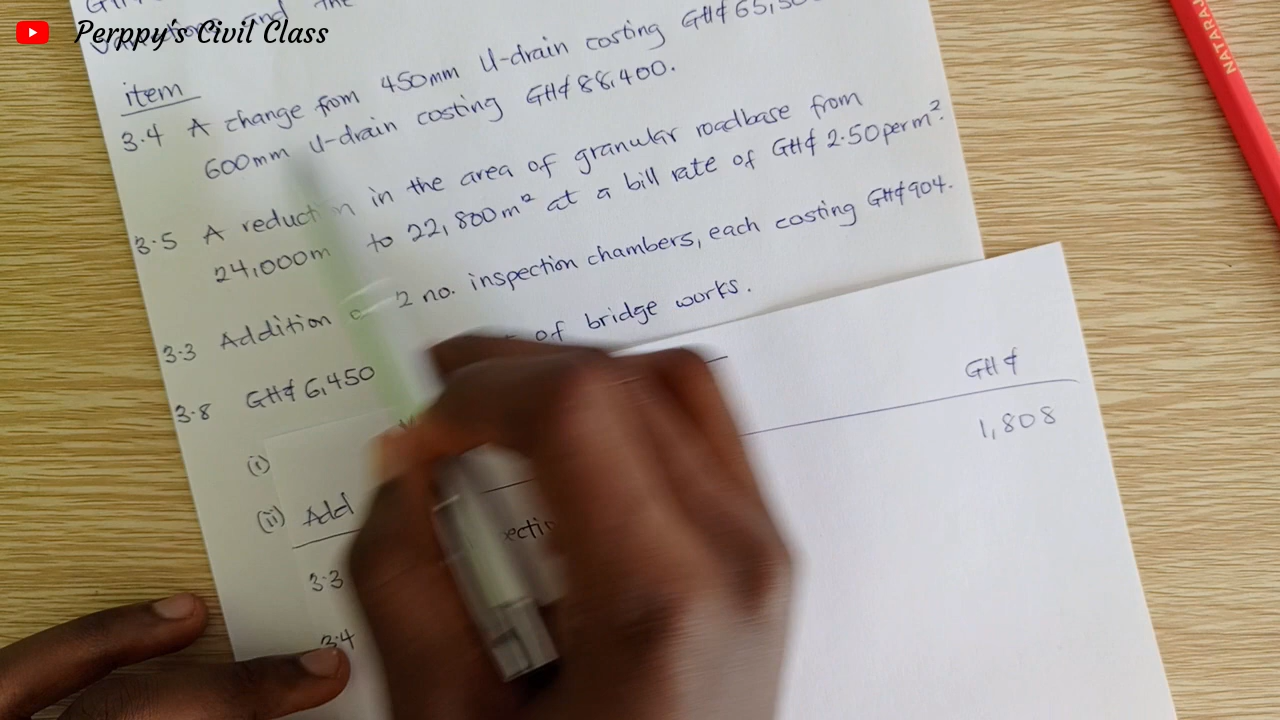 Perppy's Civil Class
and the
item
3.4 A change from 450mm U-drain costing GH¢65,50
600mm U-drain costing GH¢88,400.
3.5 A in the area of granular roadbase from
24,000m to 22,800m² at a bill rate of GH¢ 2.50 per m².
3.3 Addition 2 no. inspection chambers, each costing GH¢904.
3.8 GH¢ 6,450 of bridge works.
(i)
(ii) Add
GH¢
3.3 1,808
3.4
NATARAJ